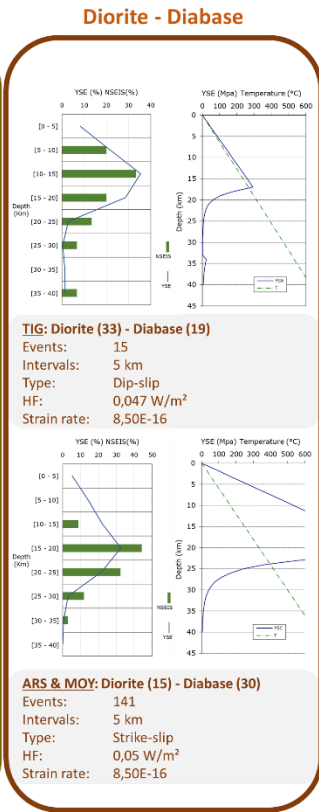 Diorite - Diabase
YSE (%) NSEIS(%)
0 10 20 30 40
[0 - 5]
[5 - 10]
[10- 15]
[15 - 20]
Depth
(Km)
[20 - 25]
[25 - 30]
[30 - 35]
[35 - 40]
NSEIS
YSE
YSE (Mpa) Temperature (°C)
0 100 200 300 400 500 600
0
5
10
15
20
25
30
35
40
45
Depth (km)
YSE
T
TIG: Diorite (33) - Diabase (19)
Events: 15
Intervals: 5 km
Type: Dip-slip
HF: 0,047 W/m²
Strain rate: 8,50E-16
YSE (%) NSEIS(%)
0 10 20 30 40 50
[0 - 5]
[5 - 10]
[10- 15]
[15 - 20]
Depth
(Km)
[20 - 25]
[25 - 30]
[30 - 35]
[35 - 40]
NSEIS
YSE
YSE (Mpa) Temperature (°C)
0 100 200 300 400 500 600
0
5
10
15
20
25
30
35
40
45
Depth (km)
YSE
T
ARS & MOY: Diorite (15) - Diabase (30)
Events: 141
Intervals: 5 km
Type: Strike-slip
HF: 0,05 W/m²
Strain rate: 8,50E-16